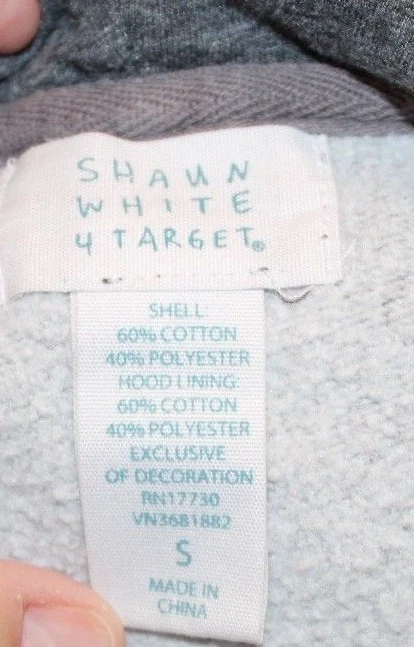 SHAUN
WHITE
4 TARGET®
SHELL:
60% COTTON
40% POLYESTER
HOOD LINING:
60% COTTON
40% POLYESTER
EXCLUSIVE
OF DECORATION
RN17730
VN3681882
S
MADE IN
CHINA